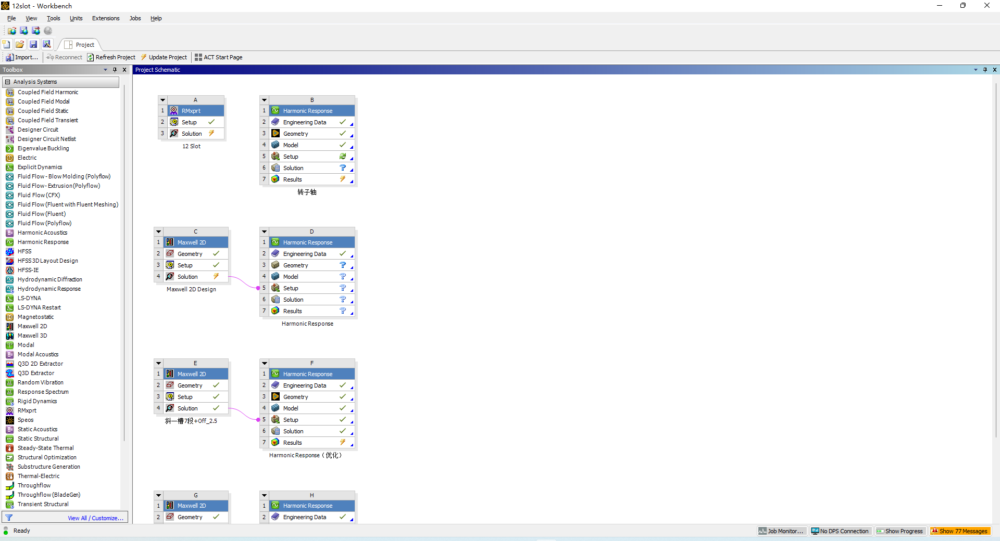 12slot - Workbench
File View Tools Units Extensions Jobs Help
Project
Import... Reconnect Refresh Project Update Project ACT Start Page
Toolbox
Project Schematic
Analysis Systems
Coupled Field Harmonic
Coupled Field Modal
Coupled Field Static
Coupled Field Transient
Designer Circuit
Designer Circuit Netlist
Eigenvalue Buckling
Electric
Explicit Dynamics
Fluid Flow - Blow Molding (Polyflow)
Fluid Flow- Extrusion (Polyflow)
Fluid Flow (CFX)
Fluid Flow (Fluent with Fluent Meshing)
Fluid Flow (Fluent)
Fluid Flow (Polyflow)
Harmonic Acoustics
Harmonic Response
HFSS
HFSS 3D Layout Design
HFSS-IE
Hydrodynamic Diffraction
Hydrodynamic Response
LS-DYNA
LS-DYNA Restart
Magnetostatic
Maxwell 2D
Maxwell 3D
Modal
Modal Acoustics
Q3D 2D Extractor
Q3D Extractor
Random Vibration
Response Spectrum
Rigid Dynamics
RMxprt
Speos
Static Acoustics
Static Structural
Steady-State Thermal
Structural Optimization
Substructure Generation
Thermal-Electric
Throughflow
Throughflow (BladeGen)
Transient Structural
View All / Customize...
A
1 RMxprt
2 Setup
3 Solution
12 Slot
B
1 Harmonic Response
2 Engineering Data
3 Geometry
4 Model
5 Setup
6 Solution
7 Results
转子轴
C
1 Maxwell 2D
2 Geometry
3 Setup
4 Solution
Maxwell 2D Design
D
1 Harmonic Response
2 Engineering Data
3 Geometry
4 Model
5 Setup
6 Solution
7 Results
Harmonic Response
E
1 Maxwell 2D
2 Geometry
3 Setup
4 Solution
斜一槽7段+Off_2.5
F
1 Harmonic Response
2 Engineering Data
3 Geometry
4 Model
5 Setup
6 Solution
7 Results
Harmonic Response（优化）
G
1 Maxwell 2D
2 Geometry
H
1 Harmonic Response
2 Engineering Data
Ready
Job Monitor... No DPS Connection Show Progress Show 77 Messages